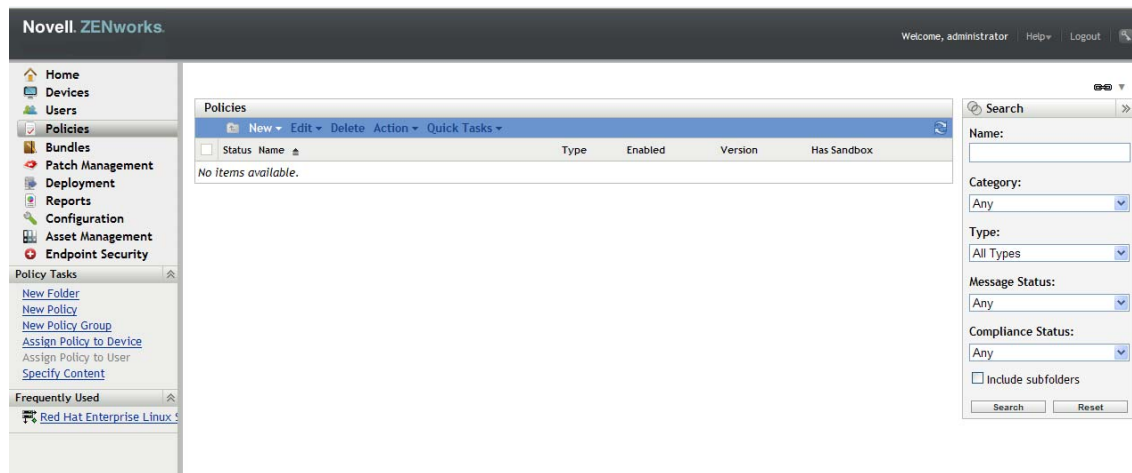 Novell. ZENworks.
Welcome, administrator Help Logout
Home
Devices
Users
Policies
Bundles
Patch Management
Deployment
Reports
Configuration
Asset Management
Endpoint Security
Policy Tasks
New Folder
New Policy
New Policy Group
Assign Policy to Device
Assign Policy to User
Specify Content
Frequently Used
Red Hat Enterprise Linux
Policies
New Edit Delete Action Quick Tasks
Status Name Type Enabled Version Has Sandbox
No items available.
Search
Name:
Category:
Any
Type:
All Types
Message Status:
Any
Compliance Status:
Any
Include subfolders
Search Reset